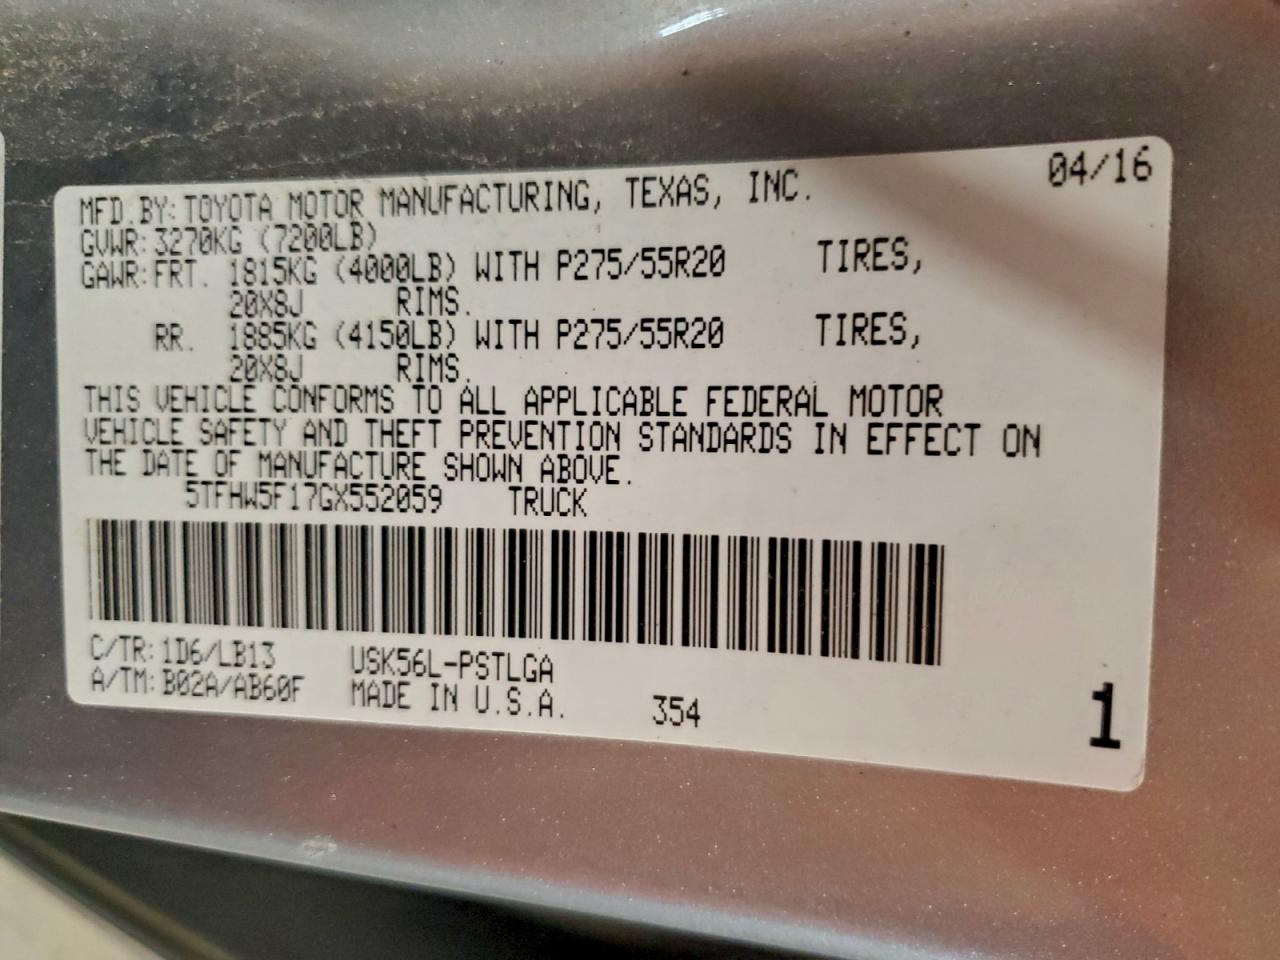 04/16
MFD.BY: TOYOTA MOTOR MANUFACTURING, TEXAS, INC.
GVWR: 3270KG (7200LB)
GAWR: FRT. 1815KG (4000LB) WITH P275/55R20 TIRES,
20X8J RIMS.
RR. 1885KG (4150LB) WITH P275/55R20 TIRES,
20X8J RIMS.
THIS VEHICLE CONFORMS TO ALL APPLICABLE FEDERAL MOTOR
VEHICLE SAFETY AND THEFT PREVENTION STANDARDS IN EFFECT ON
THE DATE OF MANUFACTURE SHOWN ABOVE.
5TFHW5F17GX552059 TRUCK
C/TR: 1D6/LB13 USK56L-PSTLGA
A/TM: B02A/AB60F MADE IN U.S.A. 354
1